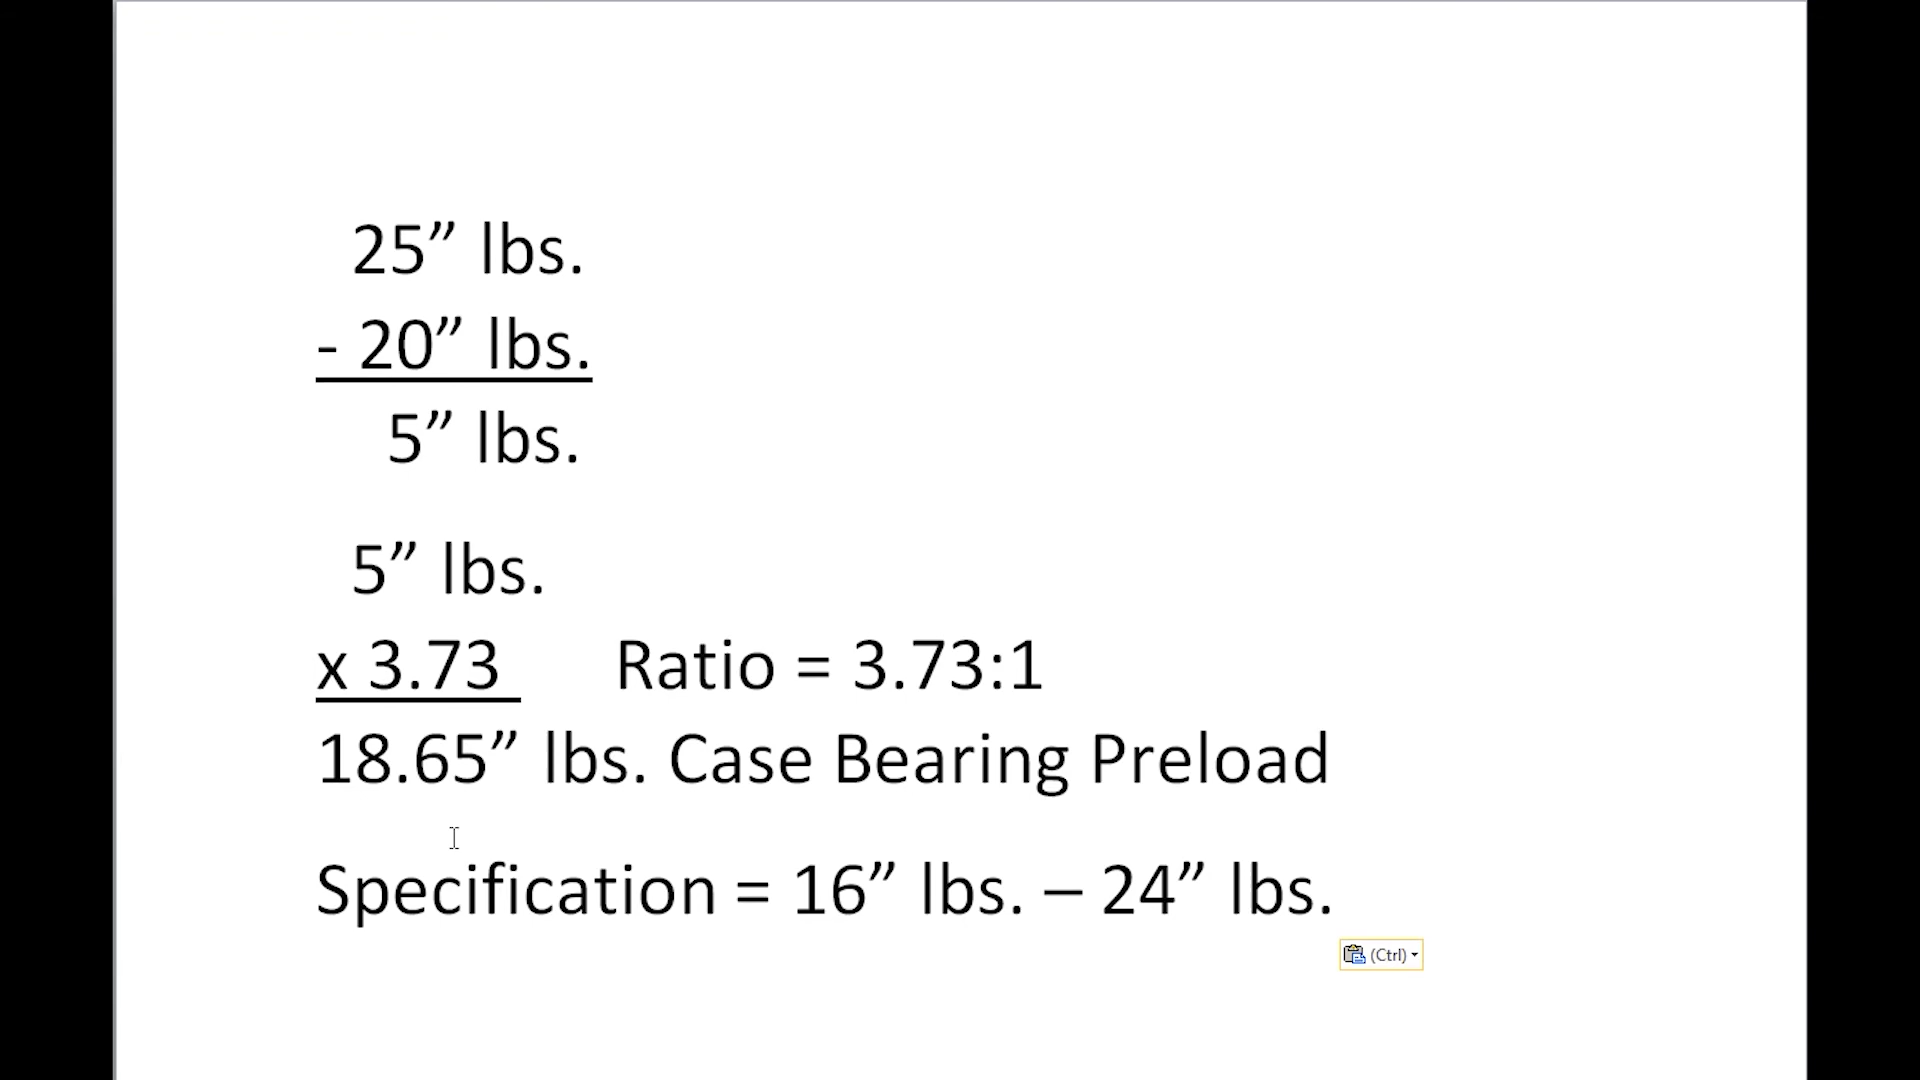 25” lbs.
- 20” lbs.
5” lbs.
5” lbs.
x 3.73 Ratio = 3.73:1
18.65” lbs. Case Bearing Preload
Specification = 16” lbs. – 24” lbs.
(Ctrl)